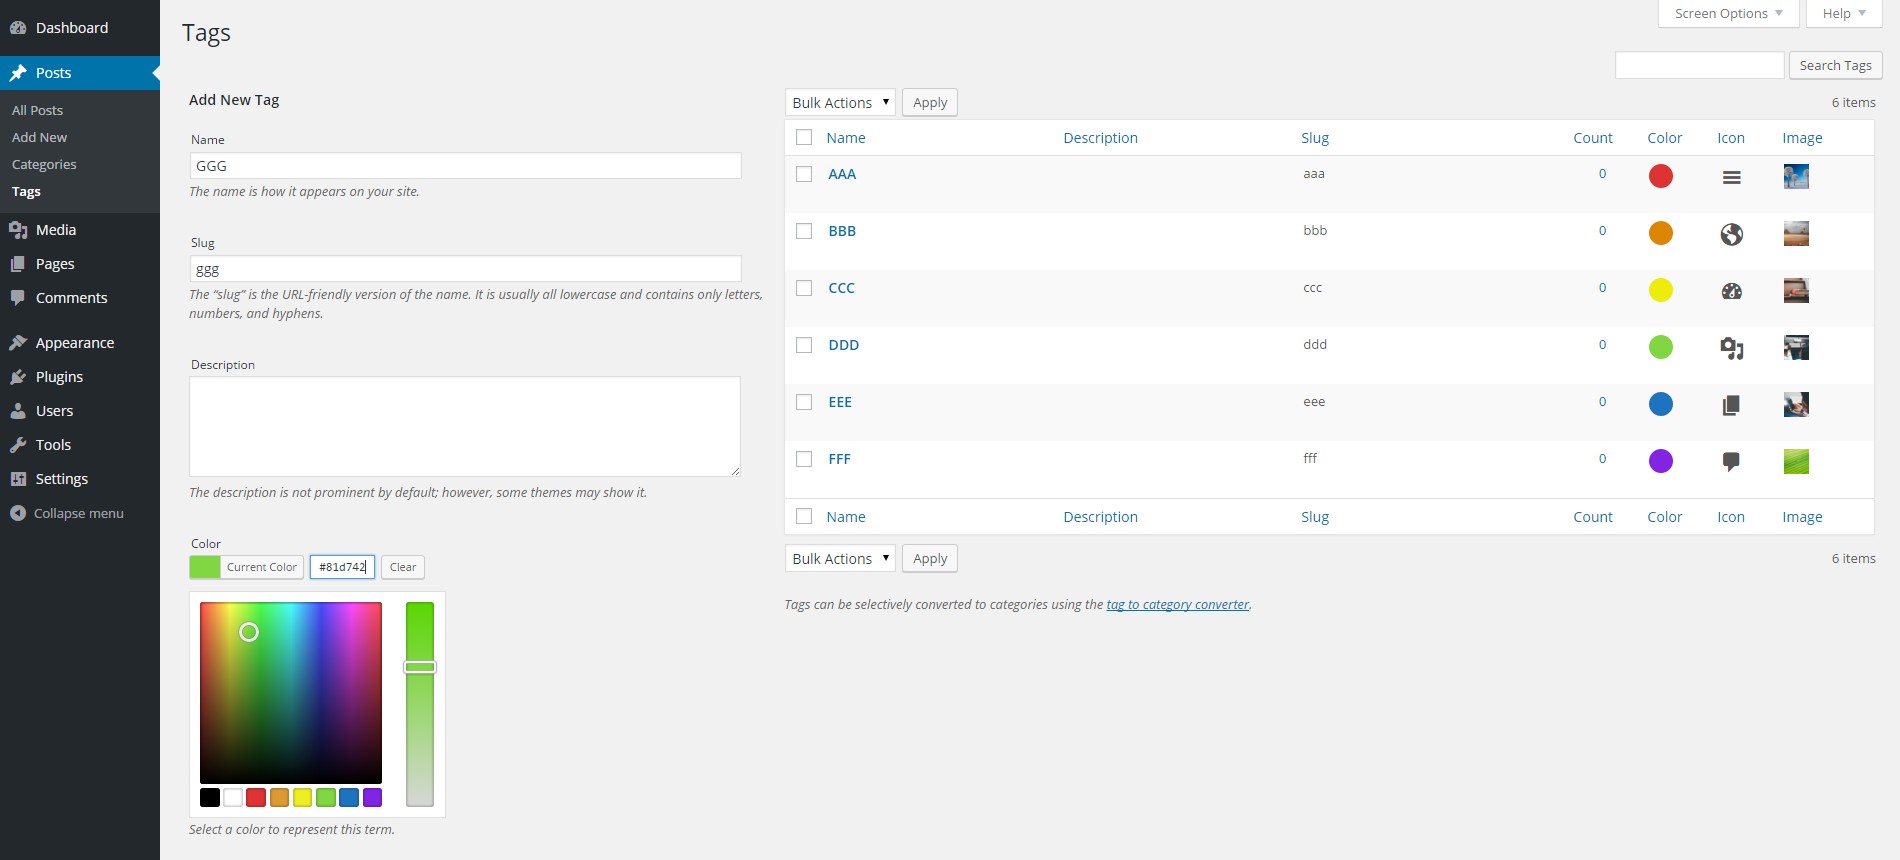 Dashboard
Posts
All Posts
Add New
Categories
Tags
Media
Pages
Comments
Appearance
Plugins
Users
Tools
Settings
Collapse menu
Screen Options
Help
Tags
Search Tags
Add New Tag
Name
GGG
The name is how it appears on your site.
Slug
ggg
The “slug” is the URL-friendly version of the name. It is usually all lowercase and contains only letters,
numbers, and hyphens.
Description
The description is not prominent by default; however, some themes may show it.
Color
Current Color #81d742 Clear
Select a color to represent this term.
Bulk Actions Apply 6 items
Name Description Slug Count Color Icon Image
AAA aaa 0
BBB bbb 0
CCC ccc 0
DDD ddd 0
EEE eee 0
FFF fff 0
Name Description Slug Count Color Icon Image
Bulk Actions Apply 6 items
Tags can be selectively converted to categories using the tag to category converter.